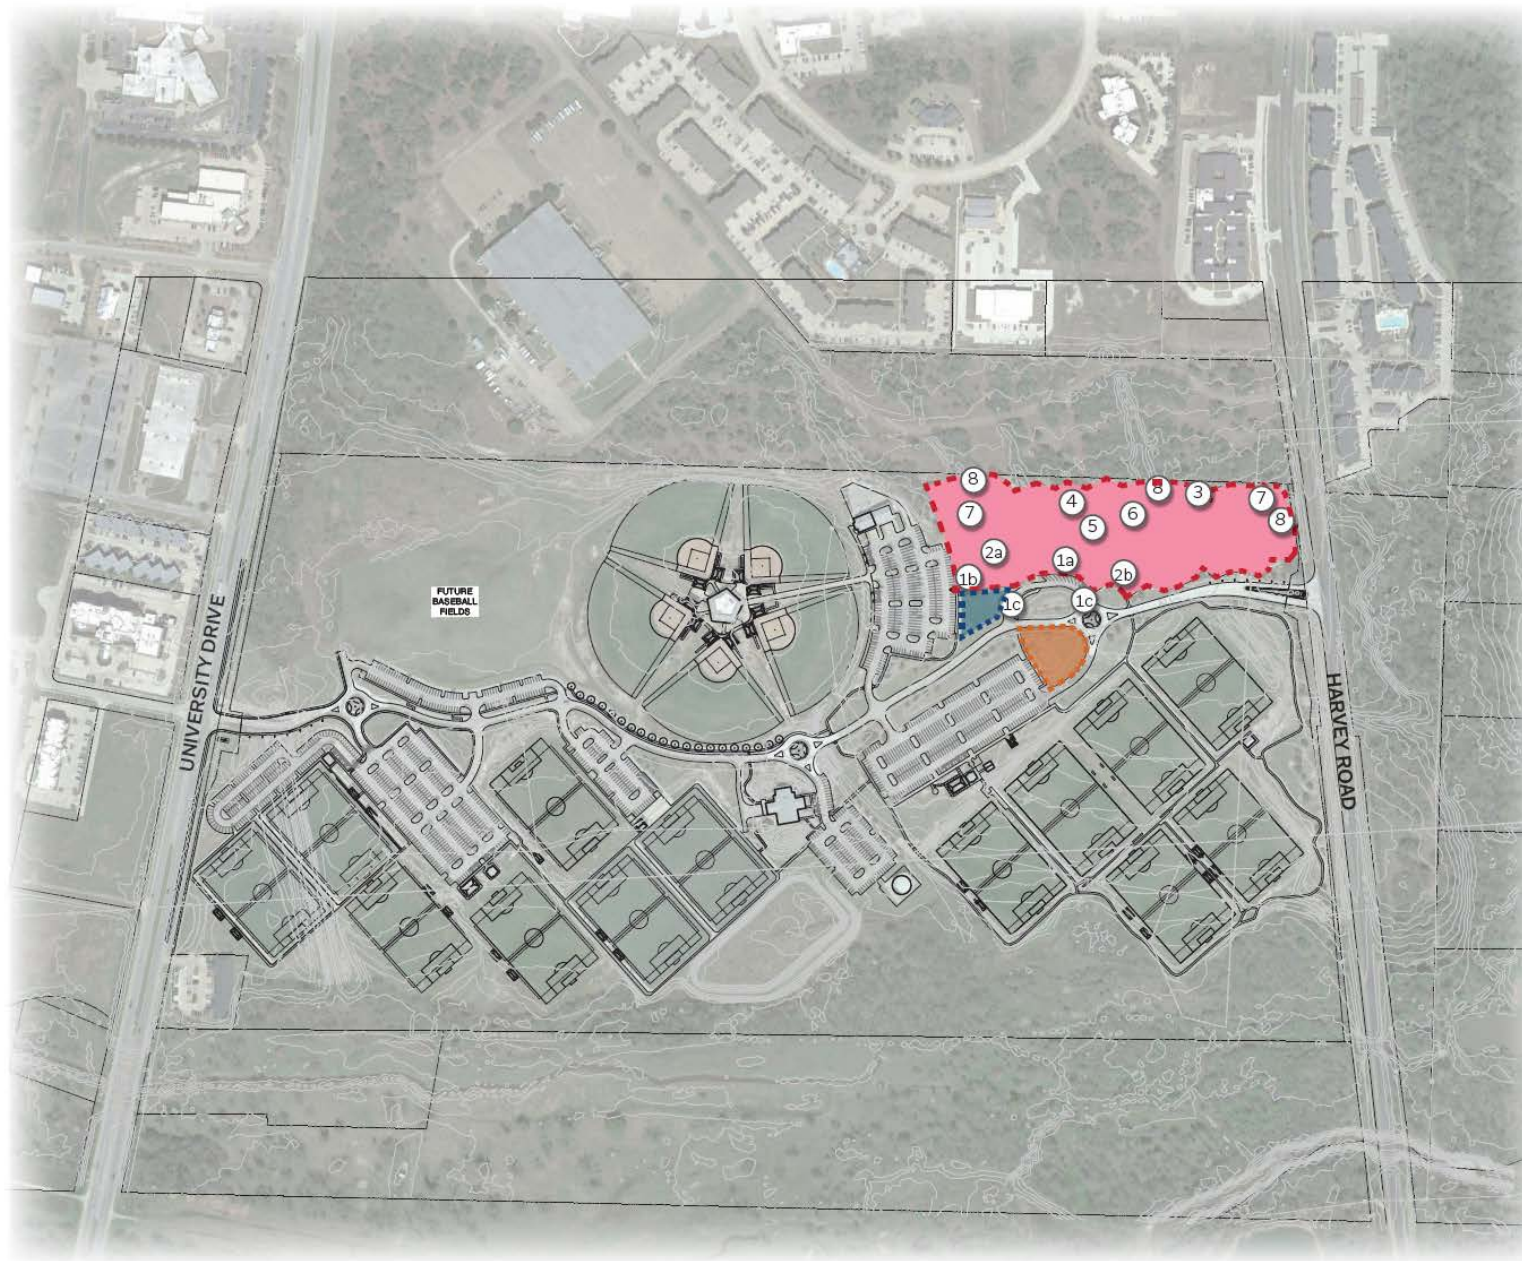 8
8
3
7
4
7
6
8
5
2a
1a
1b
2b
1c
1c
FUTURE
BASEBALL
FIELDS
UNIVERSITY DRIVE
HARVEY ROAD